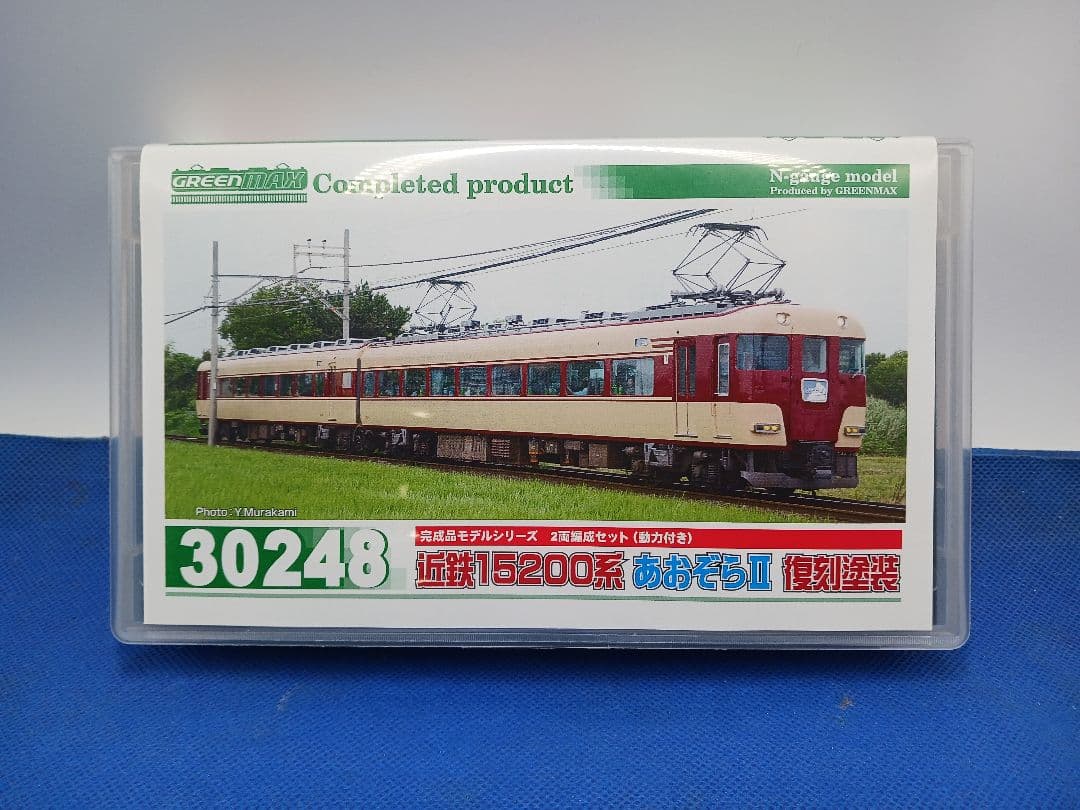 GREENMAX Completed product
N-gauge model
Produced by GREENMAX
Photo：Y.Murakami
30248
完成品モデルシリーズ 2両編成セット（動力付き）
近鉄15200系 あおぞらⅡ 復刻塗装